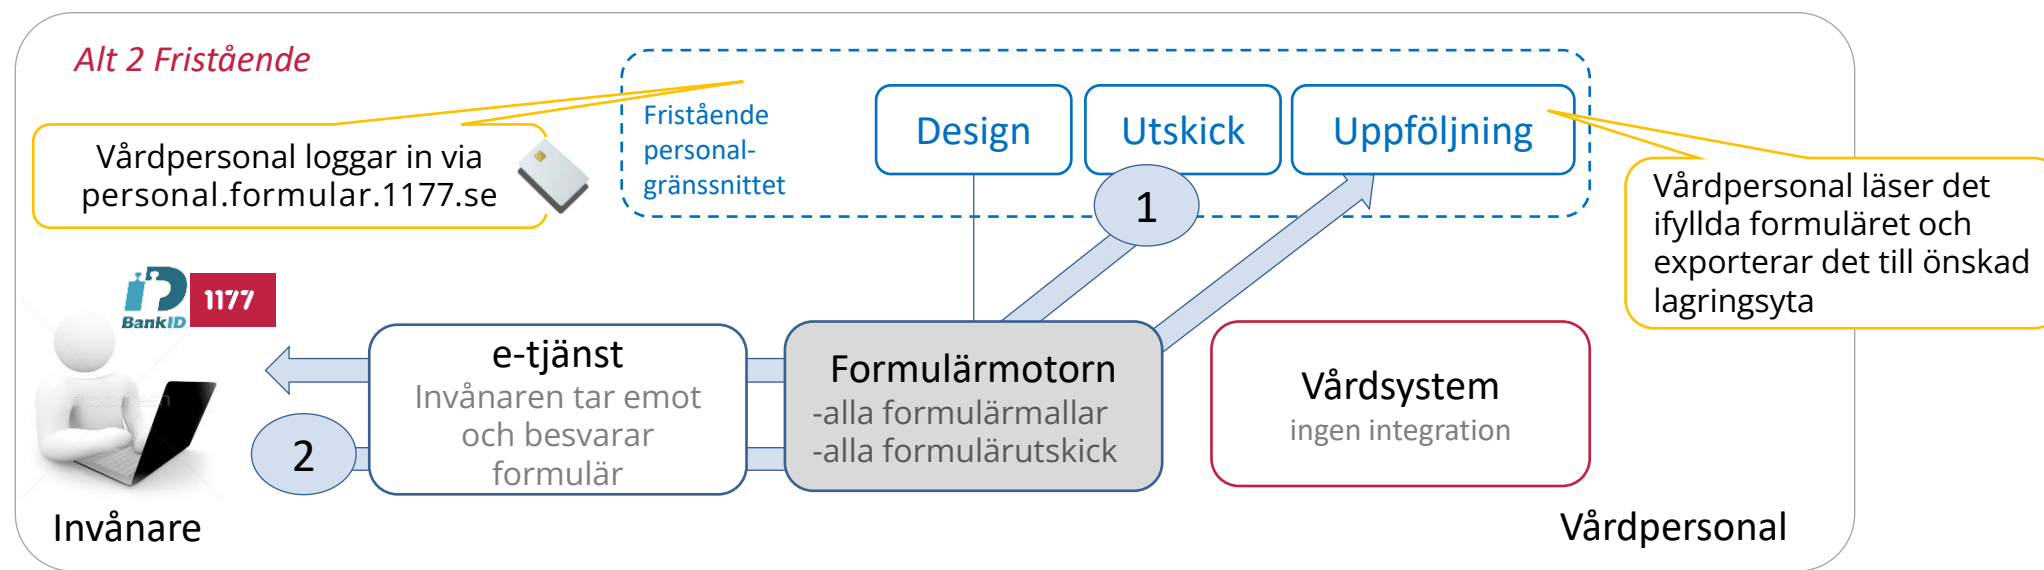 Alt 2 Fristående
Vårdpersonal loggar in via
personal.formular.1177.se
Fristående
personal-
gränssnittet
Design
Utskick
Uppföljning
1
Vårdpersonal läser det
ifyllda formuläret och
exporterar det till önskad
lagringsyta
BankID
1177
2
e-tjänst
Invånaren tar emot
och besvarar
formulär
Formulärmotorn
-alla formulärmallar
-alla formulärutskick
Vårdsystem
ingen integration
Invånare
Vårdpersonal